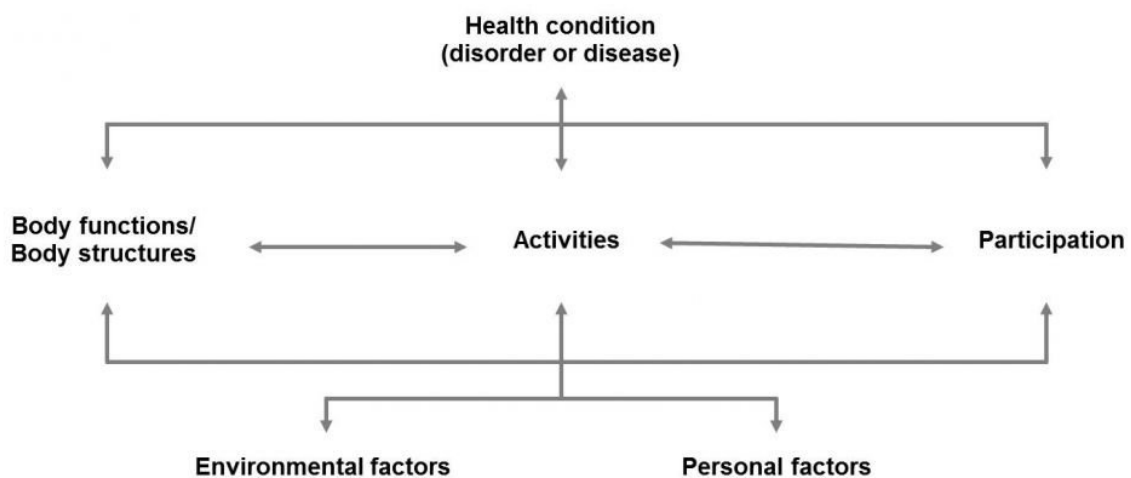 Health condition
(disorder or disease)
Body functions/
Body structures
Activities
Participation
Environmental factors
Personal factors